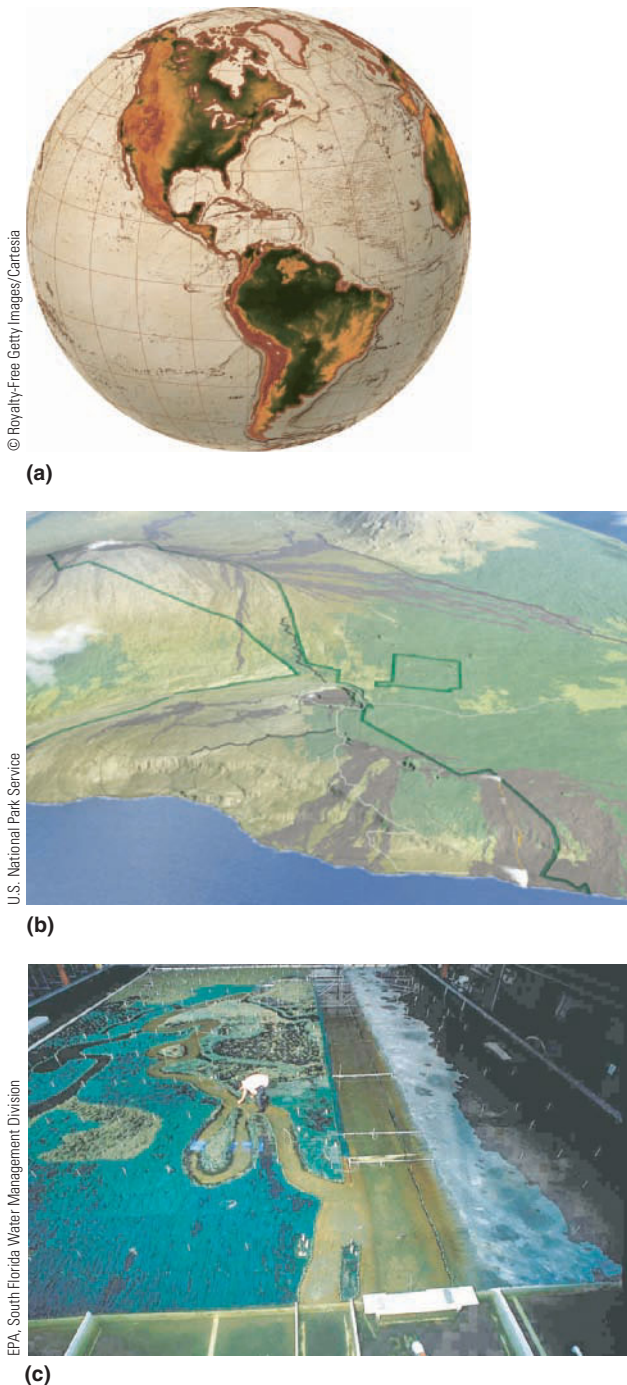 © Royalty-Free Getty Images/Cartesia
(a)
U.S. National Park Service
(b)
EPA, South Florida Water Management Division
(c)